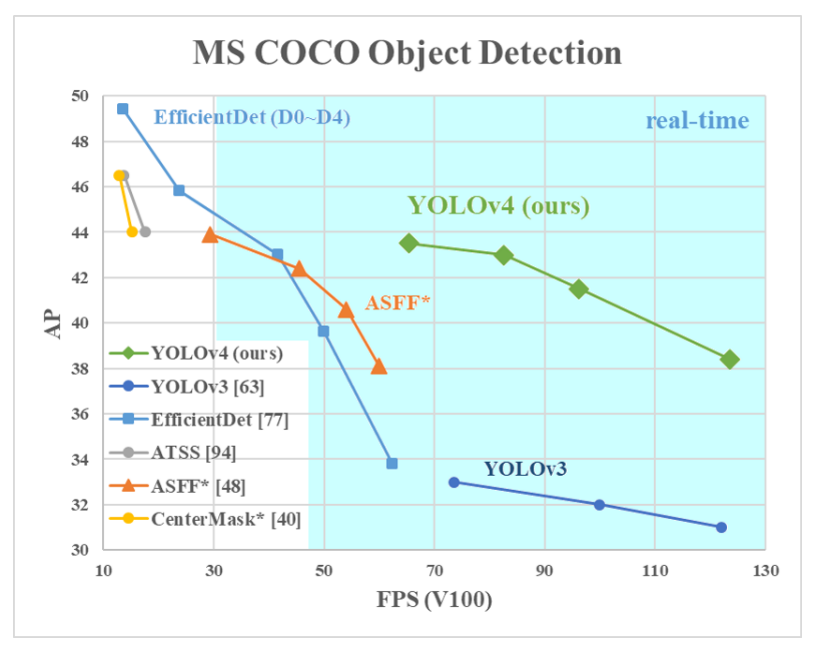 MS COCO Object Detection
50
48
46
44
42
40
38
36
34
32
30
AP
EfficientDet (D0~D4)
real-time
YOLOv4 (ours)
ASFF*
YOLOv3
YOLOv4 (ours)
YOLOv3 [63]
EfficientDet [77]
ATSS [94]
ASFF* [48]
CenterMask* [40]
10 30 50 70 90 110 130
FPS (V100)